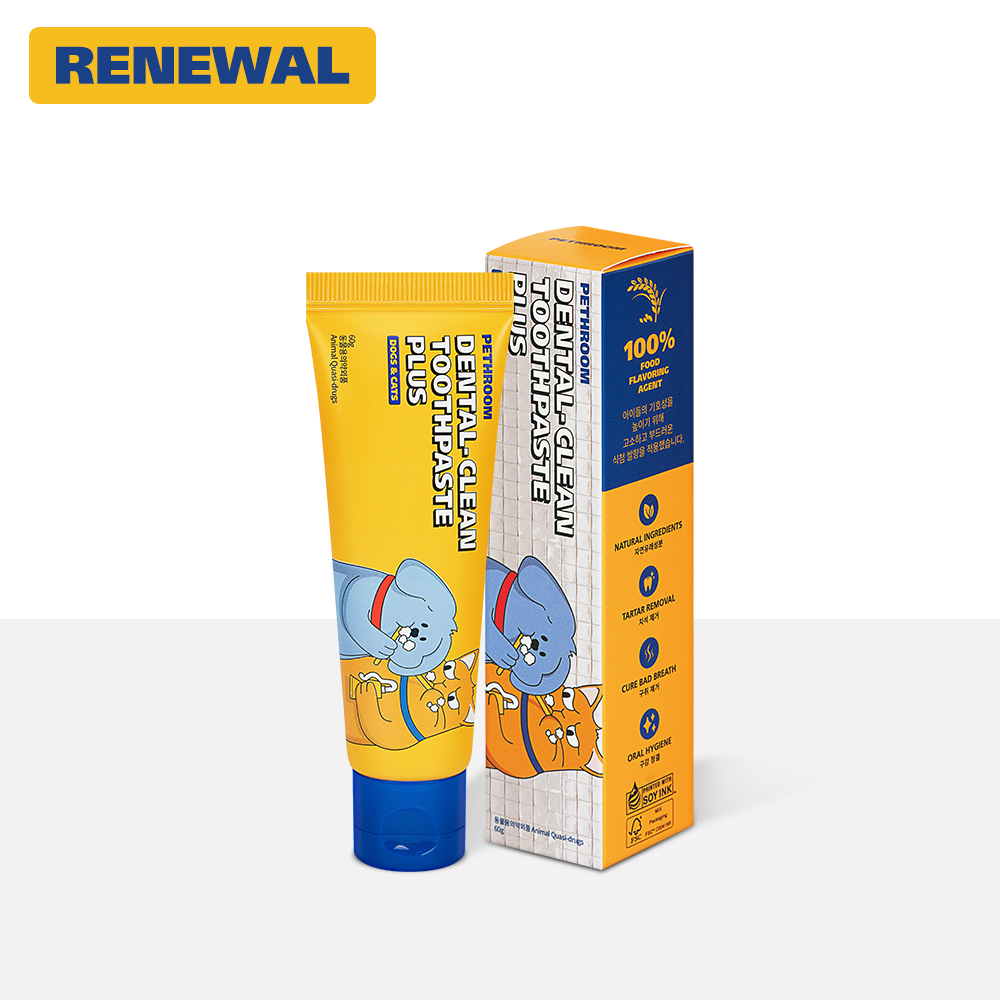 RENEWAL
PETHROOM
DENTAL-CLEAN
TOOTHPASTE
PLUS
DOGS & CATS
60g
동물용의약외품
Animal Quasi-drugs
PETHROOM
PETHROOM
DENTAL-CLEAN
TOOTHPASTE
PLUS
동물용의약외품 Animal Quasi-drugs
60g
100%
FOOD
FLAVORING
AGENT
아이들의 기호성을
높이기 위해
고소하고 부드러운
식첨 쌀향을 적용했습니다.
NATURAL INGREDIENTS
자연유래성분
TARTAR REMOVAL
치석 제거
CURE BAD BREATH
구취 제거
ORAL HYGIENE
구강 청결
PRINTED WITH
SOY INK
FSC
MIX
Packaging